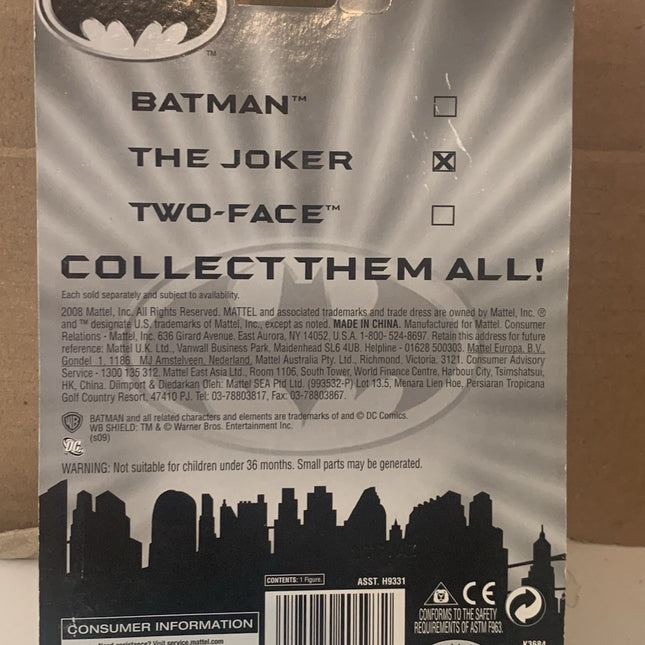 TM
BATMAN™
THE JOKER
TWO-FACE™
COLLECT THEM ALL!
Each sold separately and subject to availability.
2008 Mattel, Inc. All Rights Reserved. MATTEL and associated trademarks and trade dress are owned by Mattel, Inc. ®
and ™ designate U.S. trademarks of Mattel, Inc., except as noted. MADE IN CHINA. Manufactured for Mattel. Consumer
Relations - Mattel, Inc. 636 Girard Avenue, East Aurora, NY 14052, U.S.A. 1-800- 524-8697. Retain this address for future
reference: Mattel U.K. Ltd., Vanwall Business Park, Maidenhead SL6 4UB. Helpline - 01628 500303. Mattel Europa, B.V.,
Gondel 1, 1186 MJ Amstelveen, Nederland. Mattel Australia Pty. Ltd., Richmond, Victoria. 3121. Consumer Advisory
Service - 1300 135 312. Mattel East Asia Ltd., Room 1106, South Tower, World Finance Centre, Harbour City, Tsimshatsui,
HK, China. Diimport & Diedarkan Oleh: Mattel SEA Ptd Ltd. (993532-P) Lot 13.5, Menara Lien Hoe, Persiaran Tropicana
Golf Country Resort, 47410 PJ. Tel: 03-78803817, Fax: 03-78803867.
BATMAN and all related characters and elements are trademarks of and © DC Comics.
WB SHIELD: TM & © Warner Bros. Entertainment Inc.
(s09)
WB
DC
WARNING: Not suitable for children under 36 months. Small parts may be generated.
CONTENTS: 1 Figure.
ASST. H9331
CE
CONFORMS TO THE SAFETY
REQUIREMENTS OF ASTM F963.
CONSUMER INFORMATION
Need assistance? Visit service.mattel.com
K3684